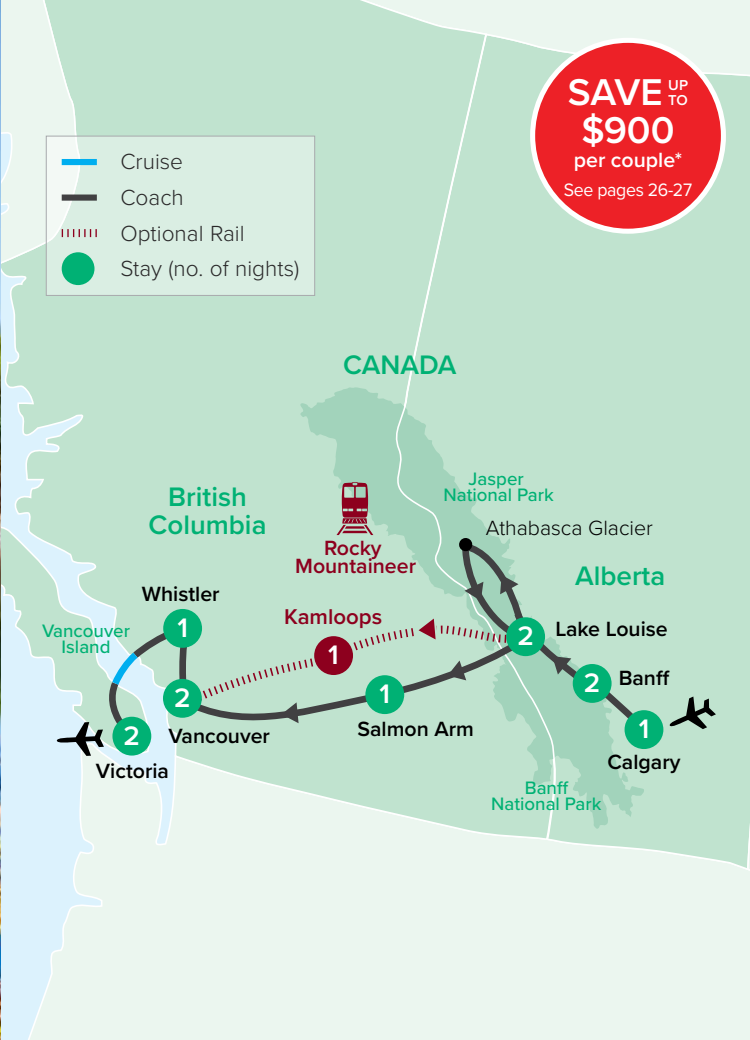 SAVE UP TO
$900
per couple*
See pages 26-27
Cruise
Coach
Optional Rail
Stay (no. of nights)
CANADA
Jasper
National Park
British
Columbia
Athabasca Glacier
Rocky
Mountaineer
Alberta
Whistler
1
Kamloops
1
Vancouver
Island
2
Lake Louise
2
Banff
2
Vancouver
1
Salmon Arm
1
Calgary
2
Victoria
Banff
National Park